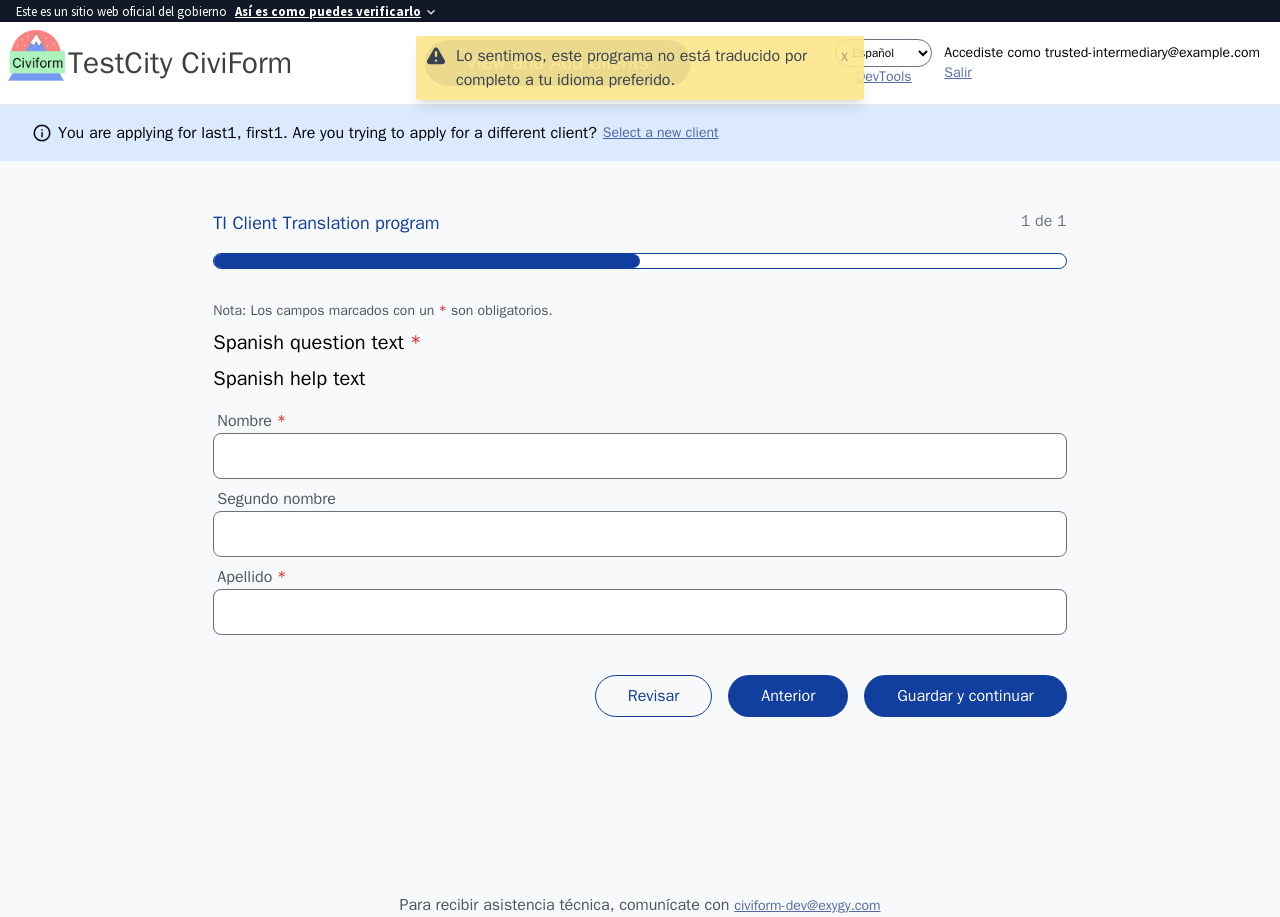 Este es un sitio web oficial del gobierno Así es como puedes verificarlo
Civiform
TestCity CiviForm
Lo sentimos, este programa no está traducido por
completo a tu idioma preferido.
x
Español
DevTools
Accediste como trusted-intermediary@example.com
Salir
You are applying for last1, first1. Are you trying to apply for a different client? Select a new client
TI Client Translation program
1 de 1
Nota: Los campos marcados con un * son obligatorios.
Spanish question text *
Spanish help text
Nombre *
Segundo nombre
Apellido *
Revisar
Anterior
Guardar y continuar
Para recibir asistencia técnica, comunícate con civiform-dev@exygy.com